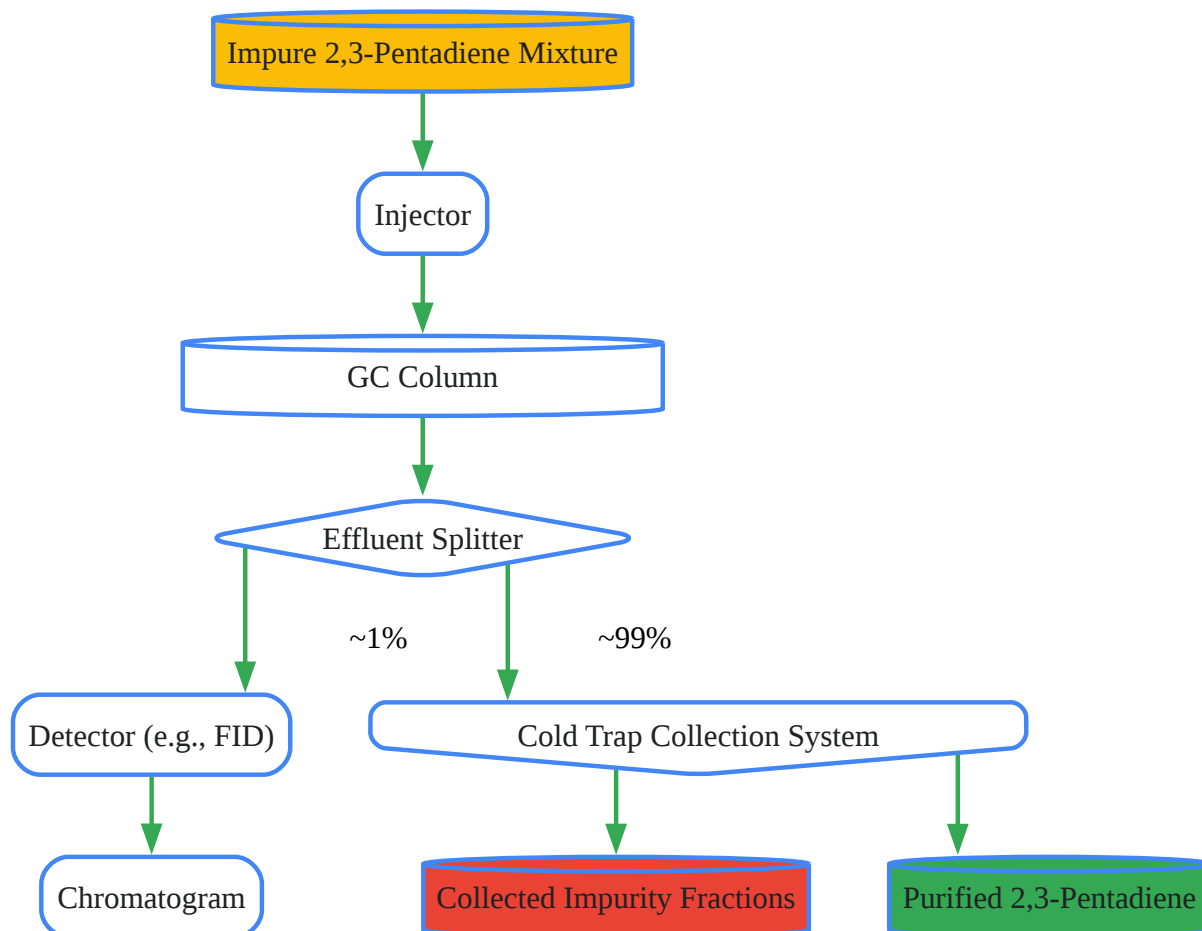 Impure 2,3-Pentadiene Mixture
Injector
GC Column
Effluent Splitter
~1%
~99%
Detector (e.g., FID)
Cold Trap Collection System
Chromatogram
Collected Impurity Fractions
Purified 2,3-Pentadiene